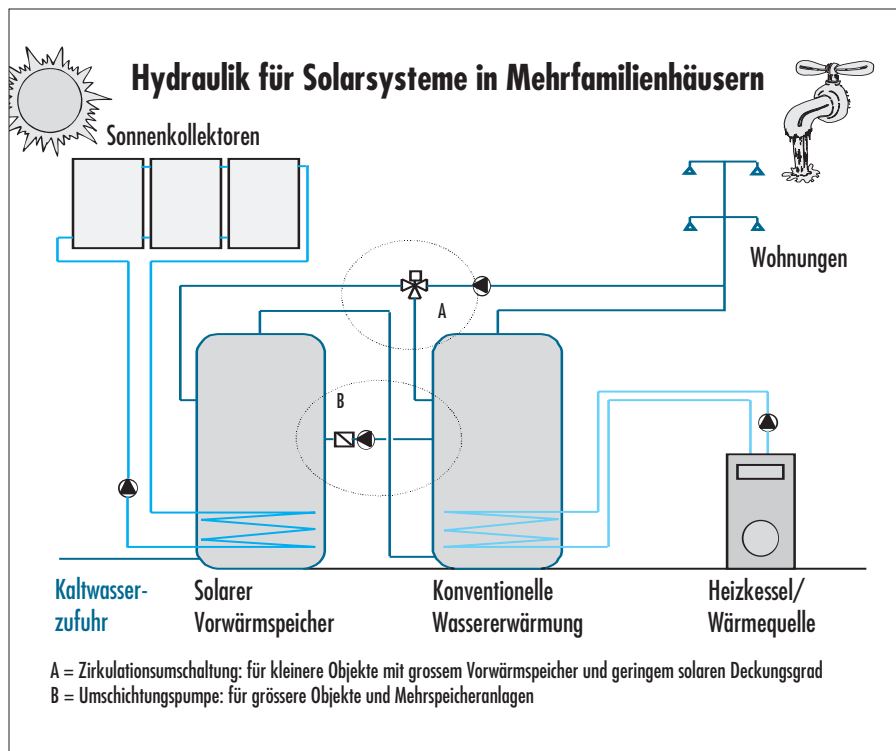 Hydraulik für Solarsysteme in Mehrfamilienhäusern
Sonnenkollektoren
Wohnungen
A
B
Kaltwasser-
zufuhr
Solarer
Vorwärmspeicher
Konventionelle
Wassererwärmung
Heizkessel/
Wärmequelle
A = Zirkulationsumschaltung: für kleinere Objekte mit grossem Vorwärmspeicher und geringem solaren Deckungsgrad
B = Umschichtungspumpe: für grössere Objekte und Mehrspeicheranlagen